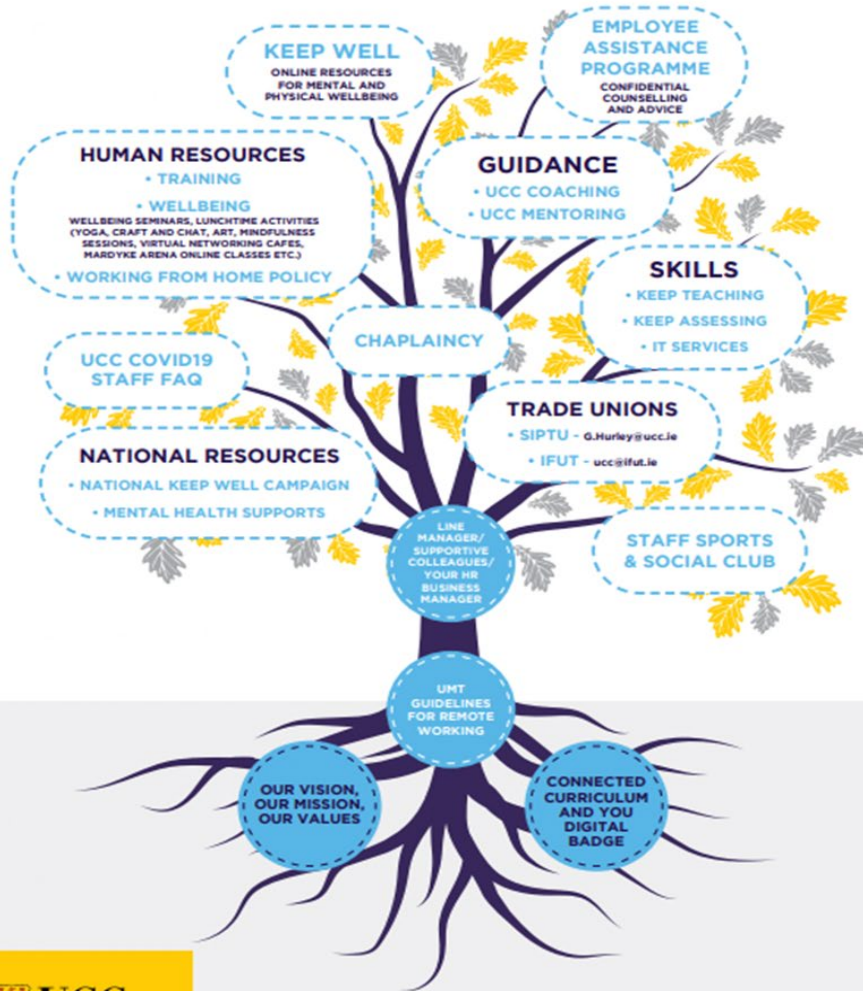 KEEP WELL
ONLINE RESOURCES
FOR MENTAL AND
PHYSICAL WELLBEING
EMPLOYEE
ASSISTANCE
PROGRAMME
CONFIDENTIAL
COUNSELLING
AND ADVICE
HUMAN RESOURCES
• TRAINING
• WELLBEING
WELLBEING SEMINARS, LUNCHTIME ACTIVITIES
(YOGA, CRAFT AND CHAT, ART, MINDFULNESS
SESSIONS, VIRTUAL NETWORKING CAFES,
MARDYKE ARENA ONLINE CLASSES ETC.)
• WORKING FROM HOME POLICY
GUIDANCE
• UCC COACHING
• UCC MENTORING
SKILLS
• KEEP TEACHING
• KEEP ASSESSING
• IT SERVICES
CHAPLAINCY
UCC COVID19
STAFF FAQ
TRADE UNIONS
• SIPTU - G.Hurley@ucc.ie
• IFUT - ucc@ifut.ie
NATIONAL RESOURCES
• NATIONAL KEEP WELL CAMPAIGN
• MENTAL HEALTH SUPPORTS
STAFF SPORTS
& SOCIAL CLUB
LINE
MANAGER/
SUPPORTIVE
COLLEAGUES/
YOUR HR
BUSINESS
MANAGER
UMT
GUIDELINES
FOR REMOTE
WORKING
OUR VISION,
OUR MISSION,
OUR VALUES
CONNECTED
CURRICULUM
AND YOU
DIGITAL
BADGE
UCC